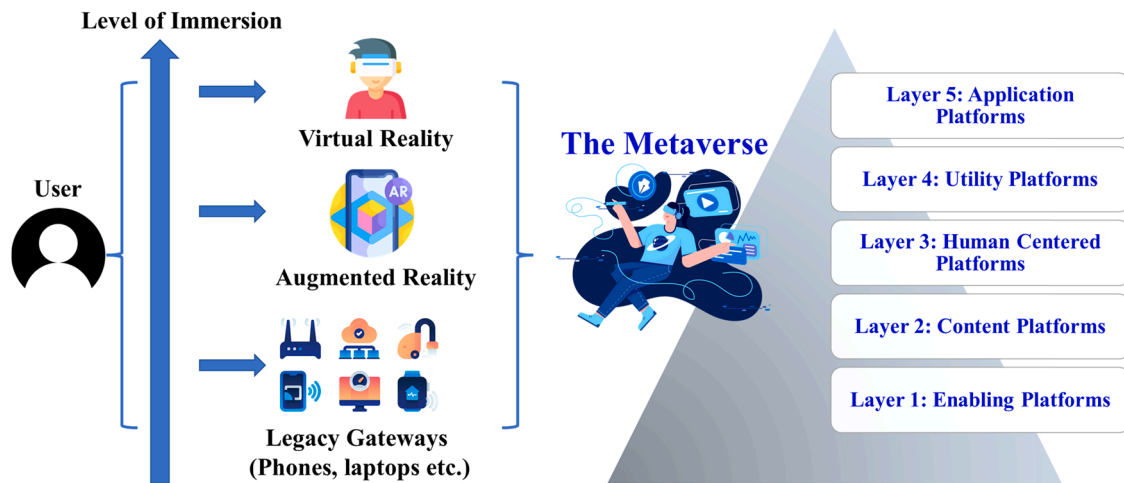 Level of Immersion
User
Virtual Reality
AR
Augmented Reality
Legacy Gateways
(Phones, laptops etc.)
The Metaverse
Layer 5: Application
Platforms
Layer 4: Utility Platforms
Layer 3: Human Centered
Platforms
Layer 2: Content Platforms
Layer 1: Enabling Platforms